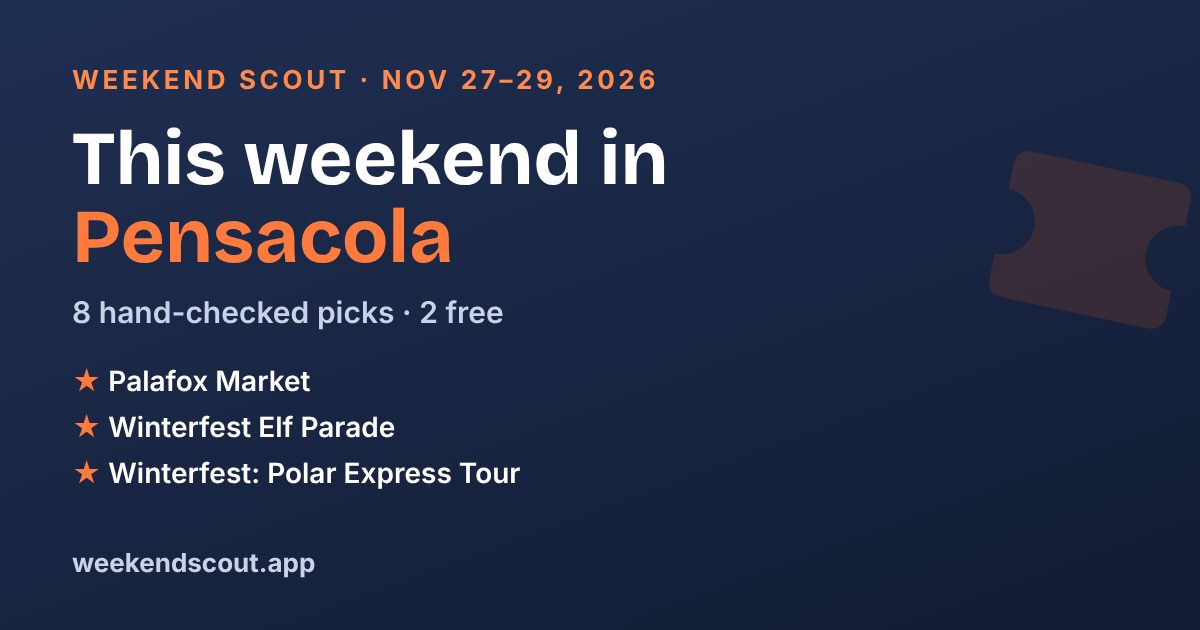 WEEKEND SCOUT · NOV 27–29, 2026
This weekend in
Pensacola
8 hand-checked picks · 2 free
★ Palafox Market
★ Winterfest Elf Parade
★ Winterfest: Polar Express Tour
weekendscout.app